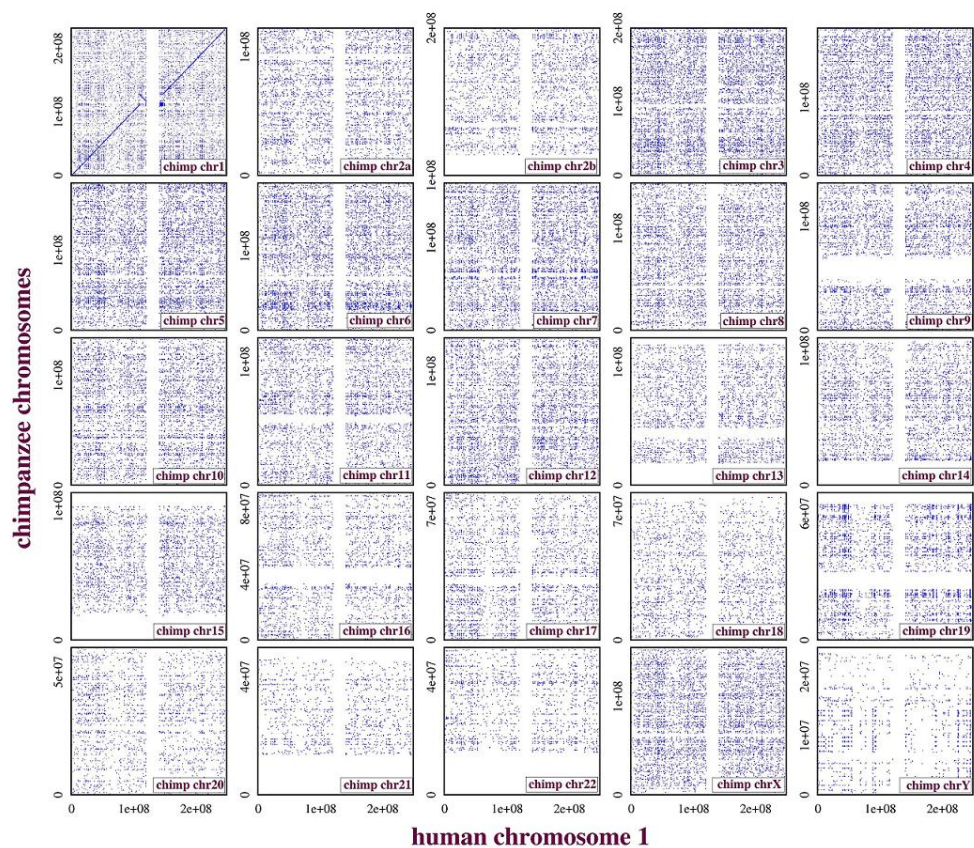 chimpanzee chromosomes
2e+08
1e+08
0
chimp chr1
1e+08
0
chimp chr2a
2e+08
1e+08
chimp chr2b
2e+08
1e+08
0
chimp chr3
1e+08
0
chimp chr4
1e+08
0
chimp chr5
1e+08
0
chimp chr6
1e+08
0
chimp chr7
1e+08
0
chimp chr8
1e+08
0
chimp chr9
1e+08
0
chimp chr10
1e+08
0
chimp chr11
1e+08
0
chimp chr12
1e+08
0
chimp chr13
1e+08
0
chimp chr14
1e+08
0
chimp chr15
8e+07
4e+07
0
chimp chr16
7e+07
0
chimp chr17
7e+07
0
chimp chr18
6e+07
0
chimp chr19
5e+07
0
chimp chr20
4e+07
0
chimp chr21
4e+07
0
chimp chr22
1e+08
0
chimp chrX
2e+07
1e+07
0
chimp chrY
0 1e+08 2e+08
0 1e+08 2e+08
0 1e+08 2e+08
0 1e+08 2e+08
0 1e+08 2e+08
human chromosome 1